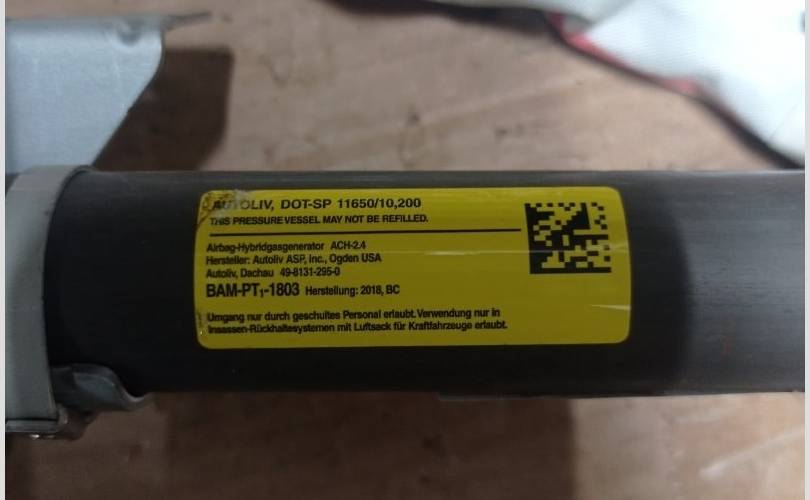 AUTOLIV, DOT-SP 11650/10,200
THIS PRESSURE VESSEL MAY NOT BE REFILLED.
Airbag-Hybridgasgenerator ACH-2.4
Hersteller: Autoliv ASP, Inc., Ogden USA
Autoliv, Dachau 49-8131-295-0
BAM-PT₁-1803 Herstellung: 2018, BC
Umgang nur durch geschultes Personal erlaubt. Verwendung nur in
Insassen-Rückhaltesystemen mit Luftsack für Kraftfahrzeuge erlaubt.